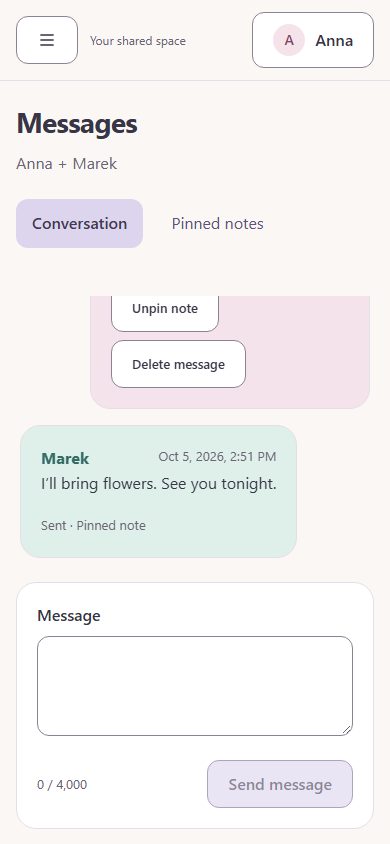 Your shared space
A Anna
Messages
Anna + Marek
Conversation Pinned notes
Unpin note
Delete message
Marek Oct 5, 2026, 2:51 PM
I'll bring flowers. See you tonight.
Sent · Pinned note
Message
0 / 4,000 Send message